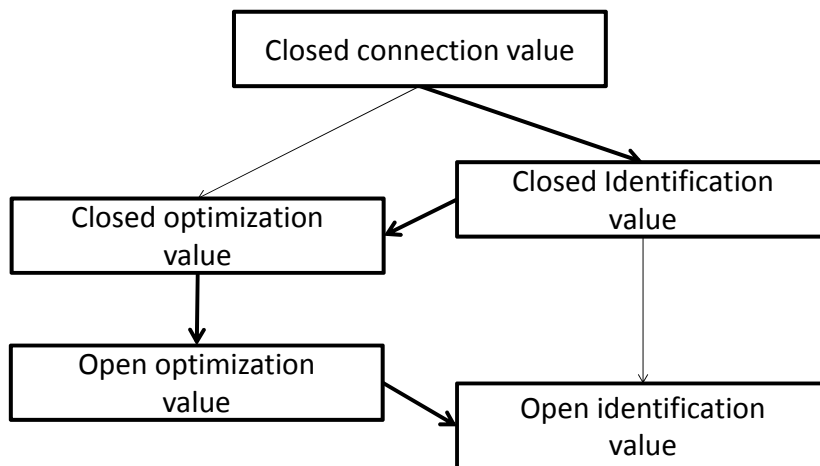 Closed connection value
Closed Identification
value
Closed optimization
value
Open optimization
value
Open identification
value